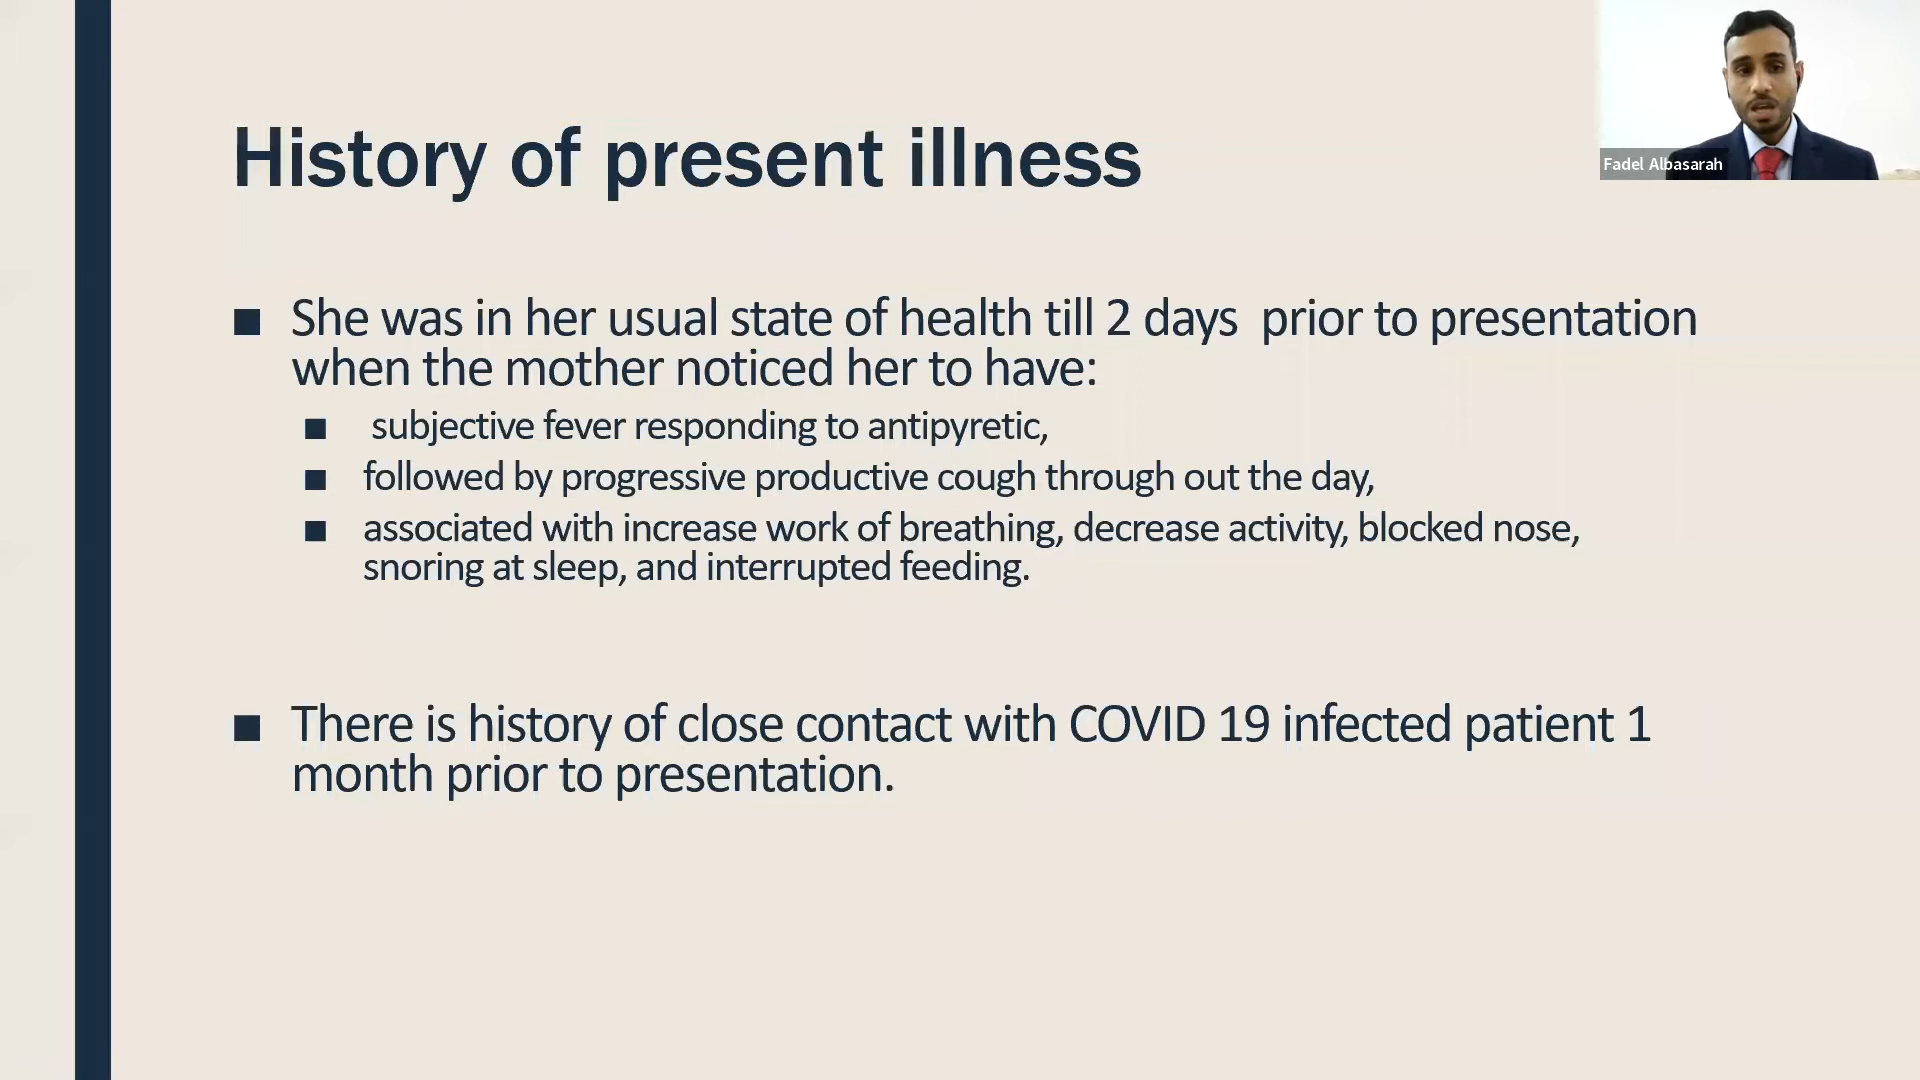 Fadel Albasarah
History of present illness
■ She was in her usual state of health till 2 days  prior to presentation
when the mother noticed her to have:
■ subjective fever responding to antipyretic,
■ followed by progressive productive cough through out the day,
■ associated with increase work of breathing, decrease activity, blocked nose,
snoring at sleep, and interrupted feeding.
■ There is history of close contact with COVID 19 infected patient 1
month prior to presentation.